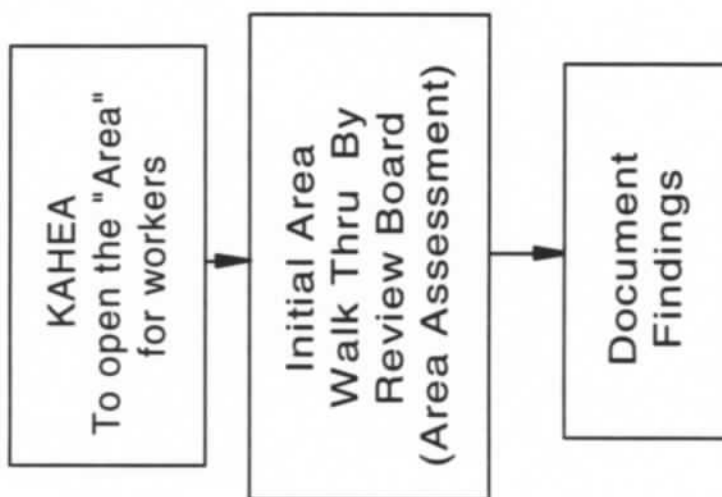 KAHEA
To open the "Area"
for workers
Initial Area
Walk Thru By
Review Board
(Area Assessment)
Document
Findings